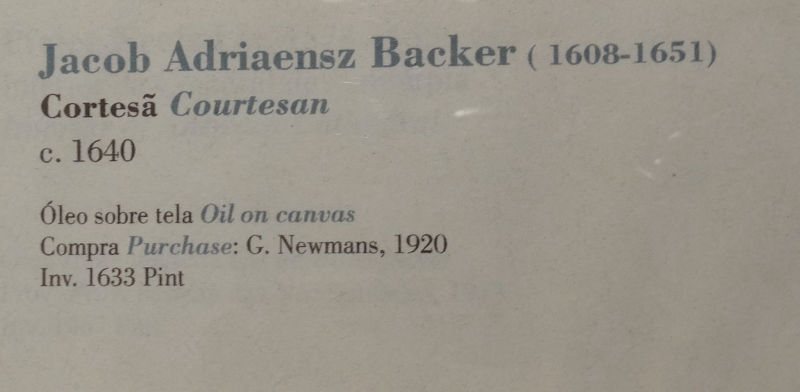 Jacob Adriaensz Backer ( 1608-1651)
Cortesã Courtesan
c. 1640
Óleo sobre tela Oil on canvas
Compra Purchase: G. Newmans, 1920
Inv. 1633 Pint